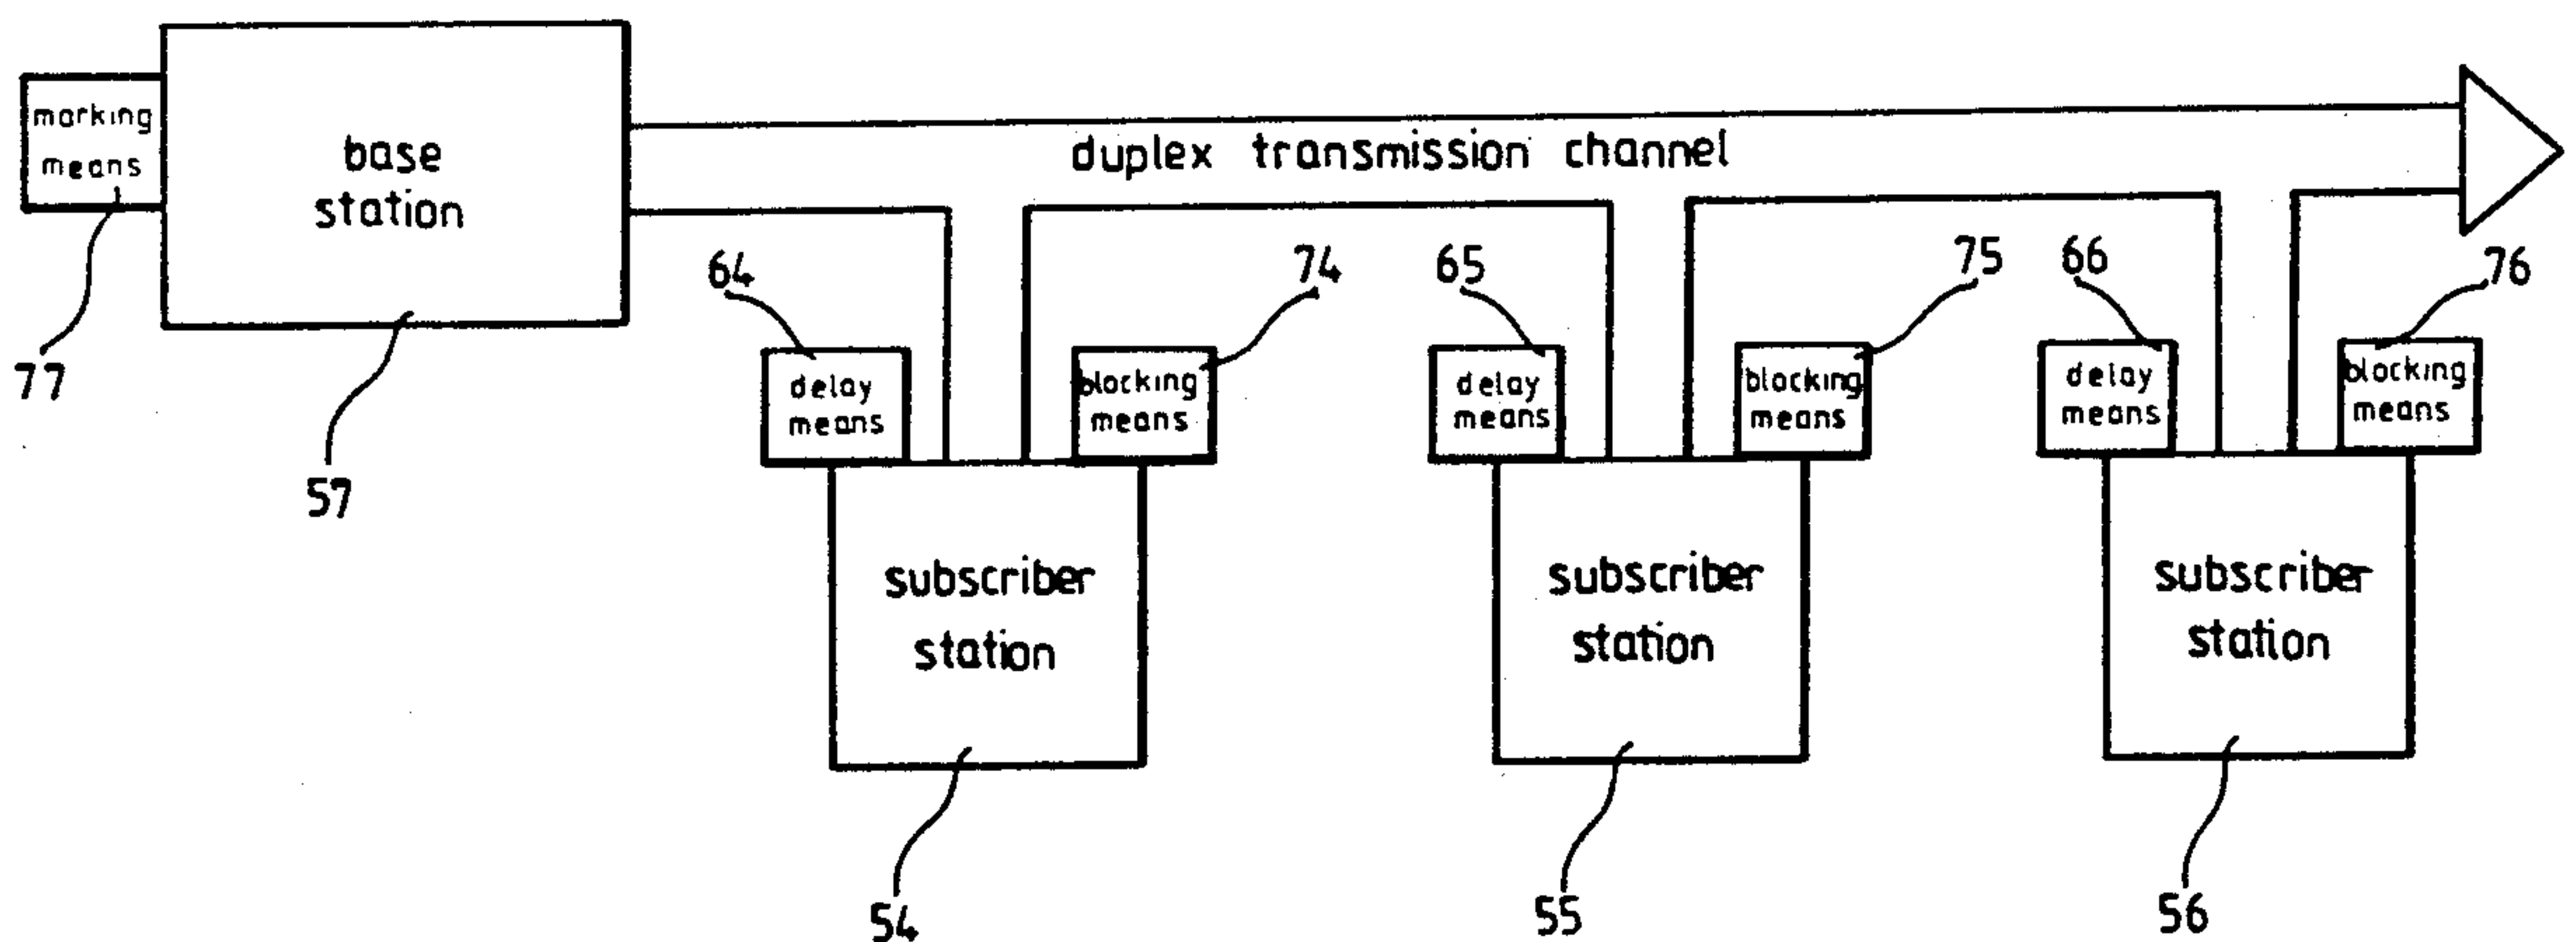 marking
means
base
station
duplex transmission channel
77
57
64
74
65
75
66
76
delay
means
blocking
means
delay
means
blocking
means
delay
means
blocking
means
subscriber
station
subscriber
station
subscriber
station
54
55
56